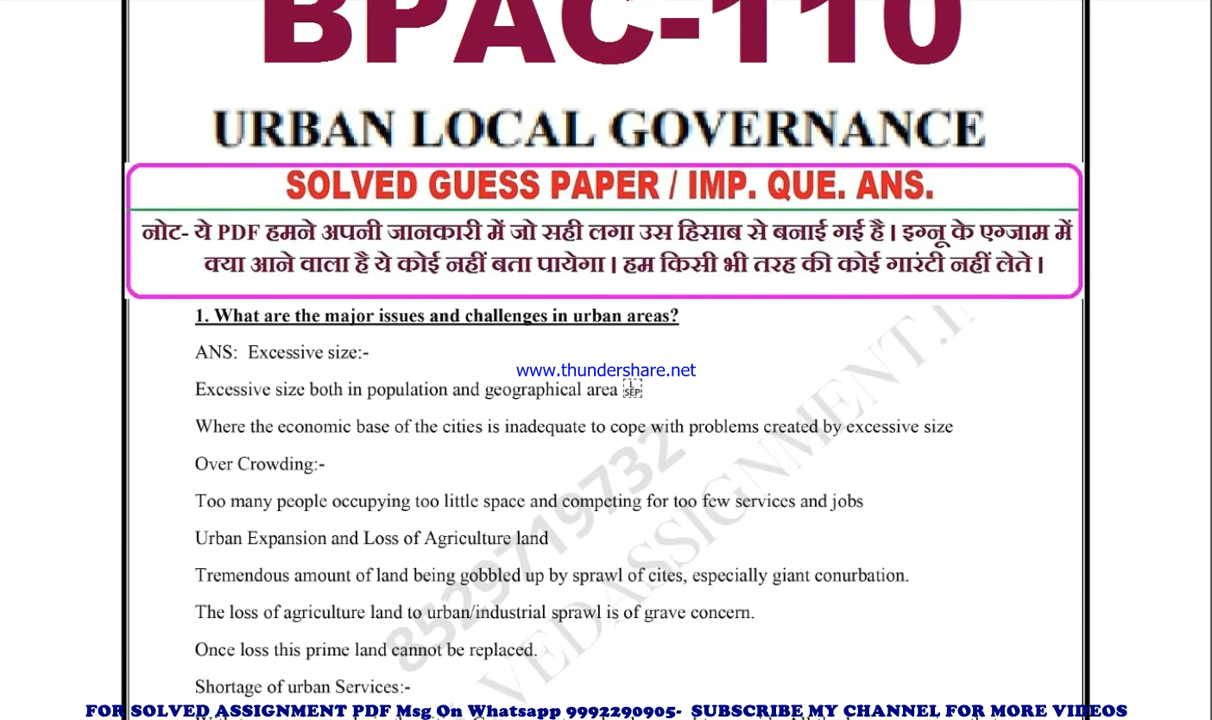 BPAC-110
URBAN LOCAL GOVERNANCE
SOLVED GUESS PAPER / IMP. QUE. ANS.
नोट- ये PDF हमने अपनी जानकारी में जो सही लगा उस हिसाब से बनाई गई है। इग्नू के एग्जाम में
क्या आने वाला है ये कोई नहीं बता पायेगा। हम किसी भी तरह की कोई गारंटी नहीं लेते।
1. What are the major issues and challenges in urban areas?
ANS: Excessive size:-
www.thundershare.net
Excessive size both in population and geographical area L SEP
Where the economic base of the cities is inadequate to cope with problems created by excessive size
Over Crowding:-
Too many people occupying too little space and competing for too few services and jobs
Urban Expansion and Loss of Agriculture land
Tremendous amount of land being gobbled up by sprawl of cites, especially giant conurbation.
The loss of agriculture land to urban/industrial sprawl is of grave concern.
Once loss this prime land cannot be replaced.
Shortage of urban Services:-
8529719732
VEDASSIGNMENT.I
FOR SOLVED ASSIGNMENT PDF Msg On Whatsapp 9992290905- SUBSCRIBE MY CHANNEL FOR MORE VIDEOS